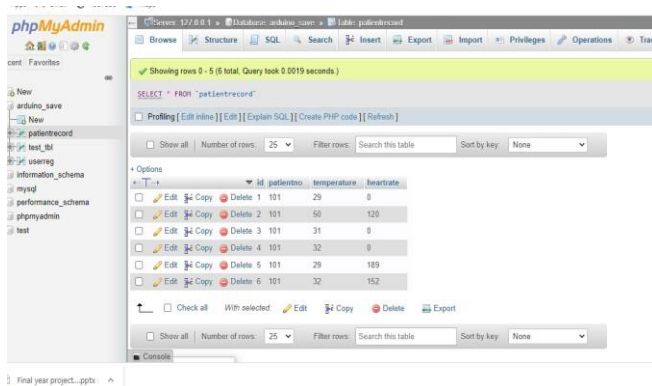 phpMyAdmin
Server: 127.0.0.1 » Database: arduino_save » Table: patientrecord
Browse Structure SQL Search Insert Export Import Privileges Operations
cent Favorites
Showing rows 0 - 5 (6 total, Query took 0.0019 seconds.)
New
arduino_save
New
patientrecord
test_tbl
userreg
information_schema
mysql
performance_schema
phpmyadmin
test
SELECT * FROM `patientrecord`
Profiling [ Edit inline ] [ Edit ] [ Explain SQL ] [ Create PHP code ] [ Refresh ]
Show all Number of rows: 25 Filter rows: Search this table Sort by key: None
+ Options
id patientno temperature heartrate
Edit Copy Delete 1 101 29 0
Edit Copy Delete 2 101 50 120
Edit Copy Delete 3 101 31 0
Edit Copy Delete 4 101 32 0
Edit Copy Delete 5 101 29 189
Edit Copy Delete 6 101 32 152
Check all With selected: Edit Copy Delete Export
Show all Number of rows: 25 Filter rows: Search this table Sort by key: None
Console
Final year project....pptx